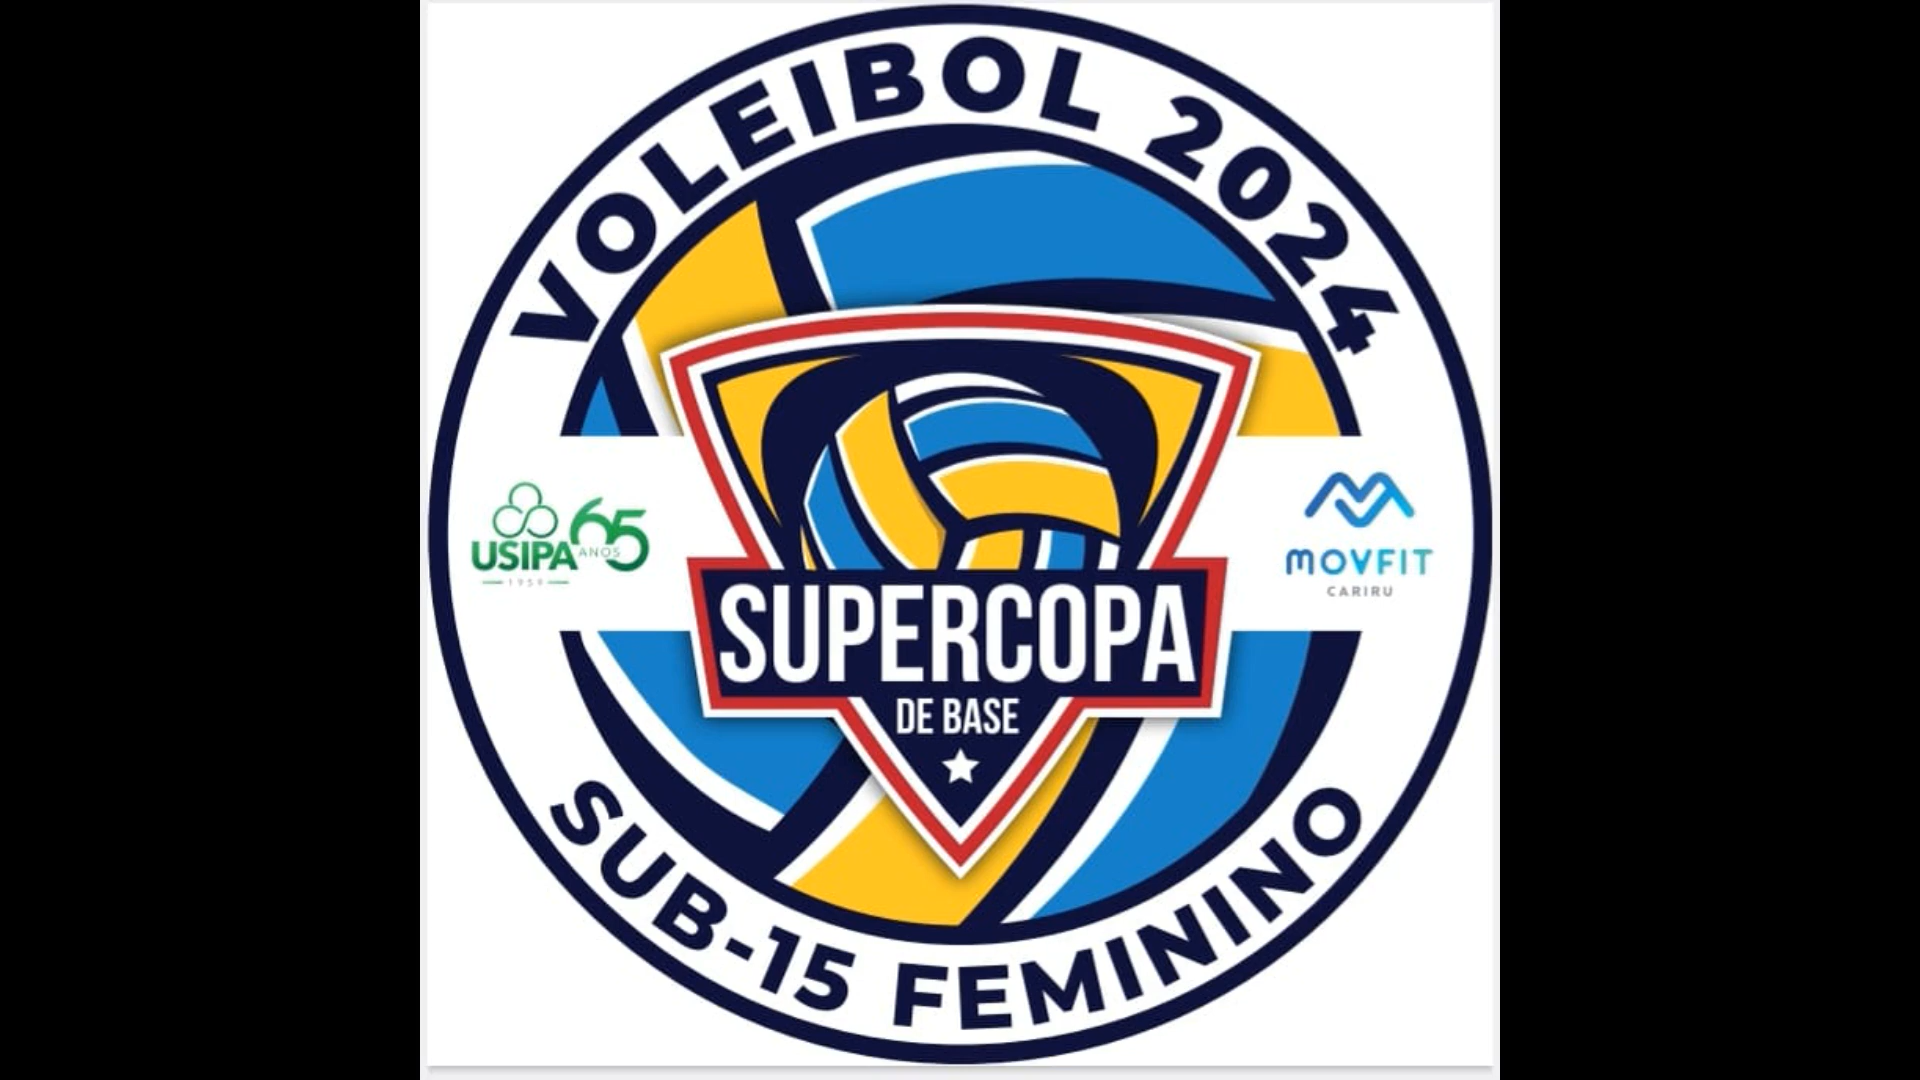 VOLEIBOL 2024
USIPA 65
ANOS
1959
MOVFIT
CARIRU
SUPERCOPA
DE BASE
SUB-15 FEMININO